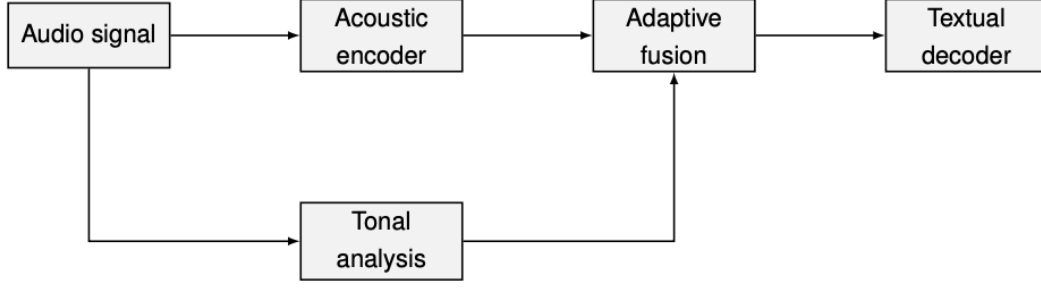 Audio signal
Acoustic
encoder
Adaptive
fusion
Textual
decoder
Tonal
analysis